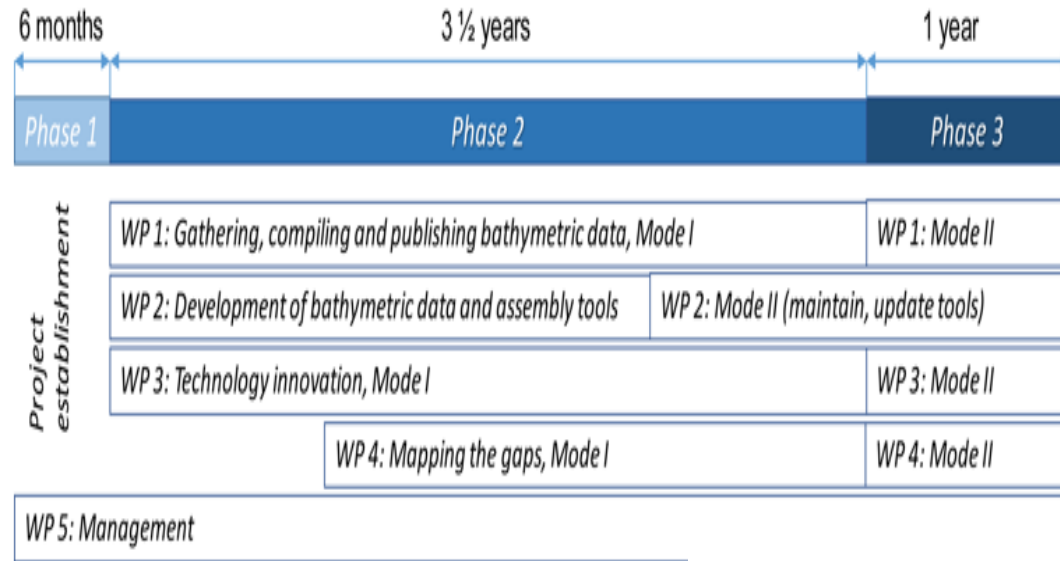 6 months
3 ½ years
1 year
Phase 1
Phase 2
Phase 3
Project
establishment
WP 1: Gathering, compiling and publishing bathymetric data, Mode I
WP 1: Mode II
WP 2: Development of bathymetric data and assembly tools
WP 2: Mode II (maintain, update tools)
WP 3: Technology innovation, Mode I
WP 3: Mode II
WP 4: Mapping the gaps, Mode I
WP 4: Mode II
WP 5: Management